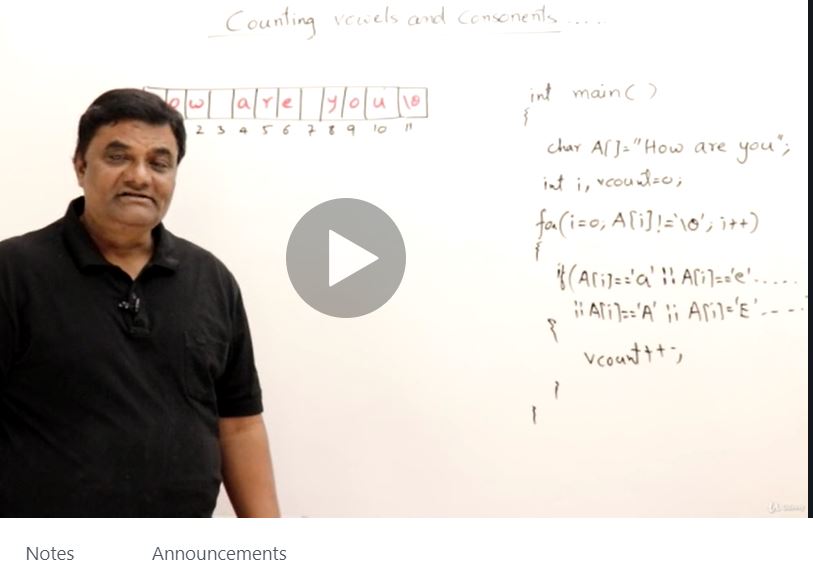 Counting vowels and consonents.....
o w a r e y o u \0
2 3 4 5 6 7 8 9 10 11
int main( )
{
char A[]="How are you";
int i, vcount=0;
for(i=0; A[i]!='\0'; i++)
{
if(A[i]=='a' || A[i]=='e'.....
|| A[i]=='A' || A[i]='E'----
{
vcount++;
}
}
Udemy
Notes Announcements